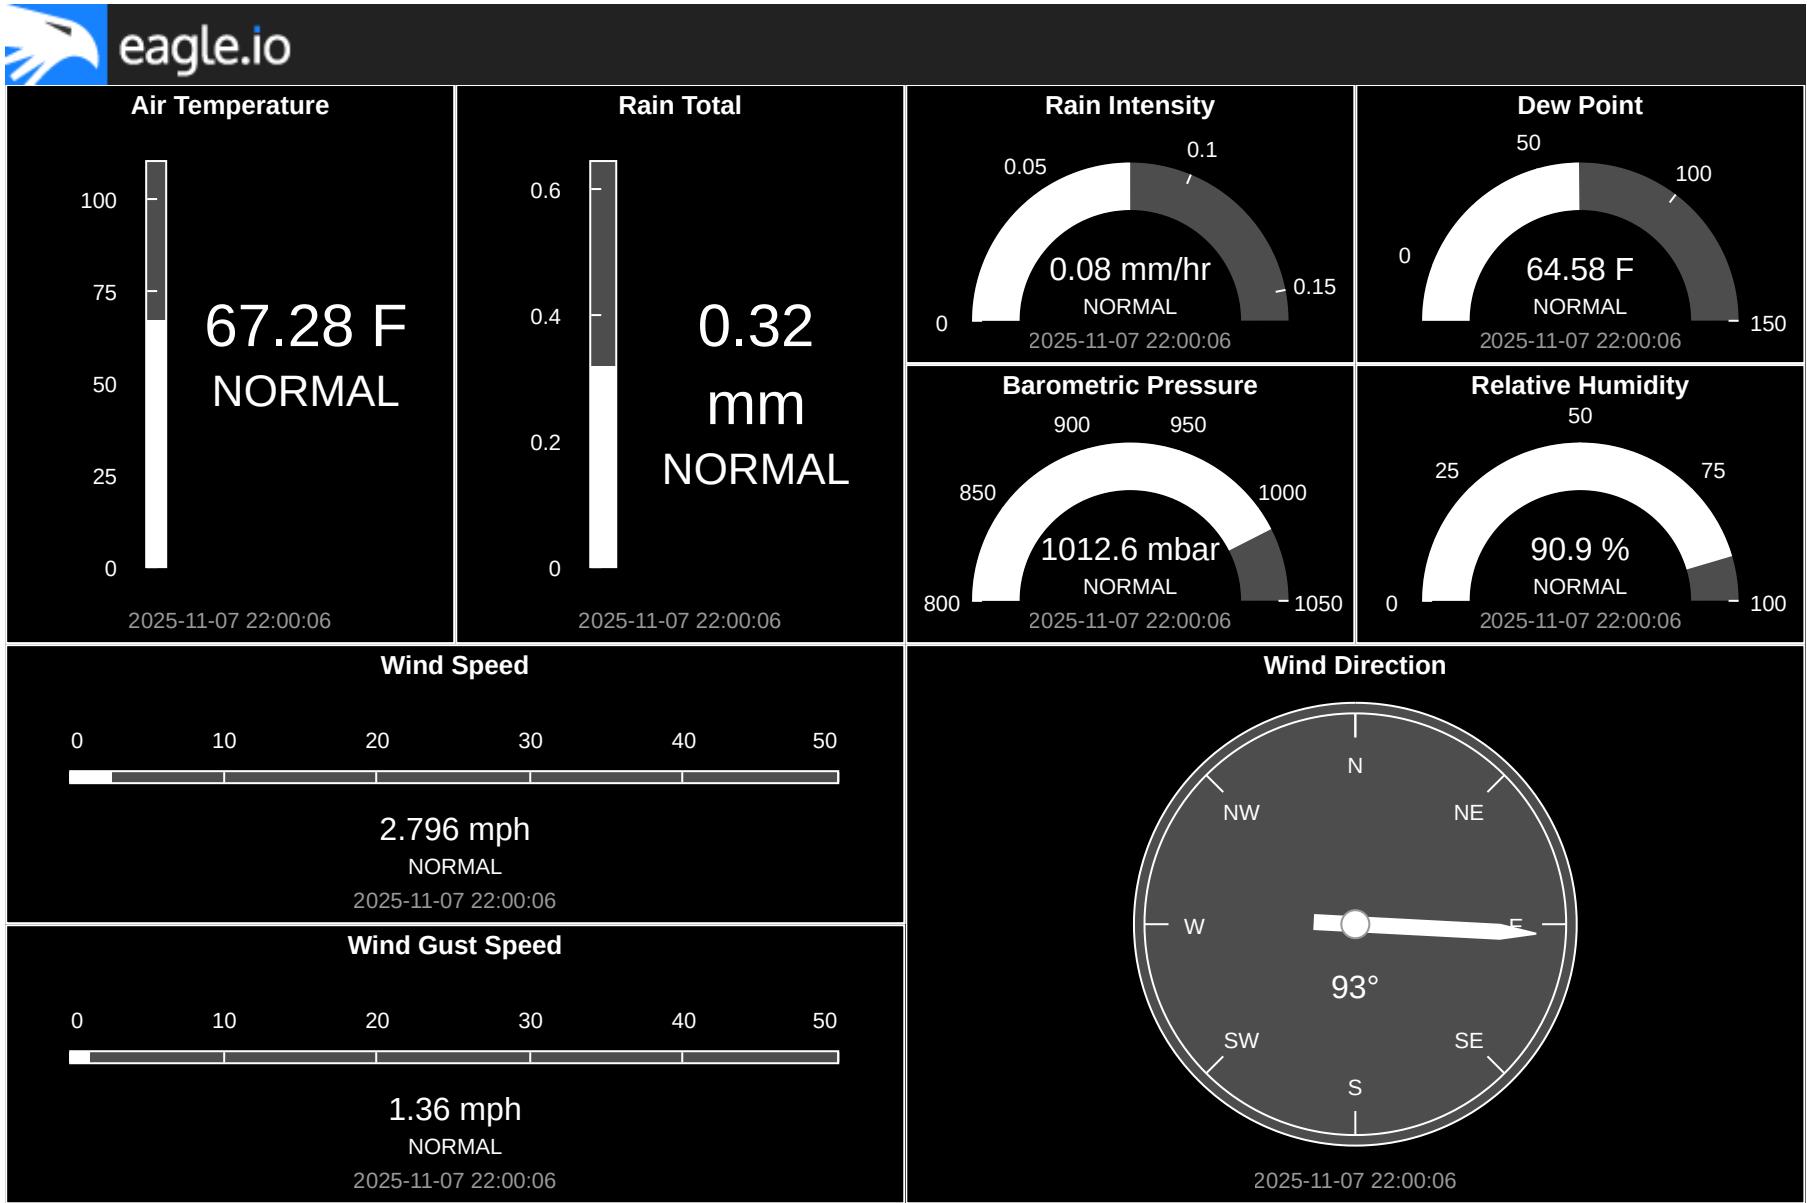 eagle.io
Air Temperature
100
75
50
25
0
67.28 F
NORMAL
2025-11-07 22:00:06
Rain Total
0.6
0.4
0.2
0
0.32
mm
NORMAL
2025-11-07 22:00:06
Rain Intensity
0
0.05
0.1
0.15
0.08 mm/hr
NORMAL
2025-11-07 22:00:06
Dew Point
0
50
100
150
64.58 F
NORMAL
2025-11-07 22:00:06
Barometric Pressure
800
850
900
950
1000
1050
1012.6 mbar
NORMAL
2025-11-07 22:00:06
Relative Humidity
0
25
50
75
100
90.9 %
NORMAL
2025-11-07 22:00:06
Wind Speed
0 10 20 30 40 50
2.796 mph
NORMAL
2025-11-07 22:00:06
Wind Gust Speed
0 10 20 30 40 50
1.36 mph
NORMAL
2025-11-07 22:00:06
Wind Direction
N
NW NE
W E
93°
SW SE
S
2025-11-07 22:00:06